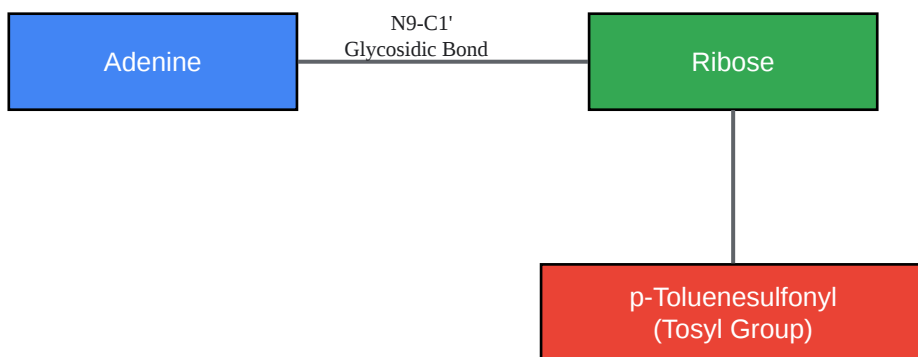 Adenine
N9-C1'
Glycosidic Bond
Ribose
p-Toluenesulfonyl
(Tosyl Group)